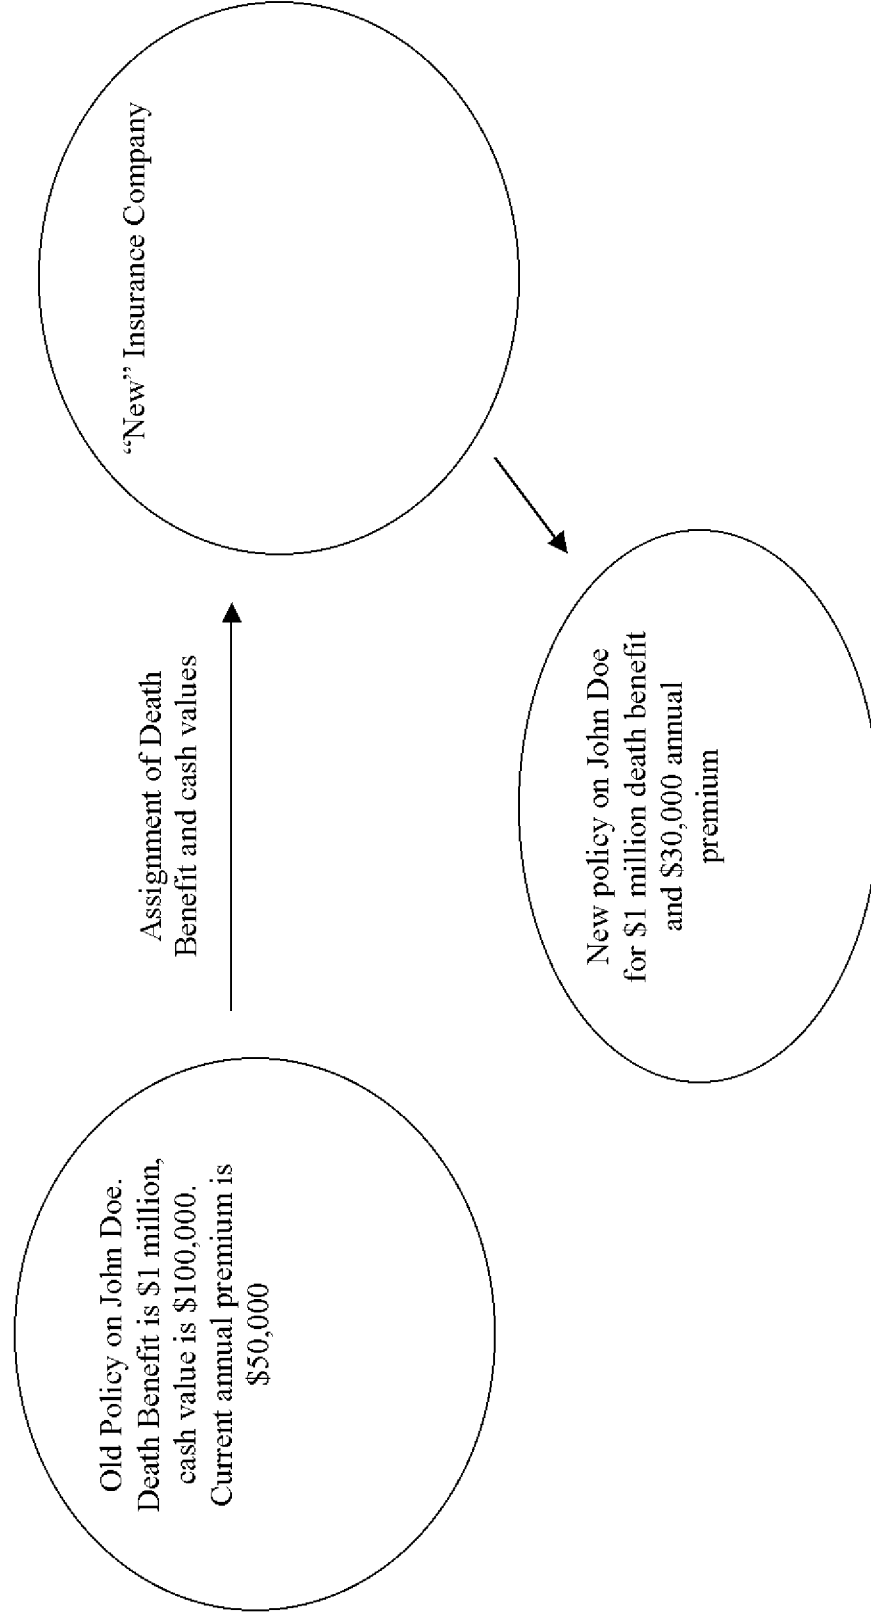 Old Policy on John Doe.
Death Benefit is $1 million,
cash value is $100,000.
Current annual premium is
$50,000
Assignment of Death
Benefit and cash values
“New” Insurance Company
New policy on John Doe
for $1 million death benefit
and $30,000 annual
premium